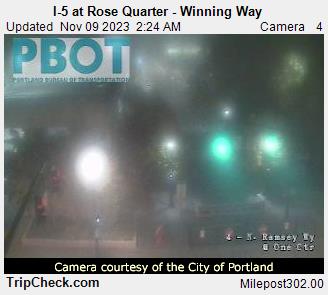 I-5 at Rose Quarter - Winning Way
Updated Nov 09 2023 2:24 AM Camera 4
PBOT
PORTLAND BUREAU OF TRANSPORTATION
4 - N. Ramsey Wy
W One Ctr
Camera courtesy of the City of Portland
TripCheck.com Milepost302.00